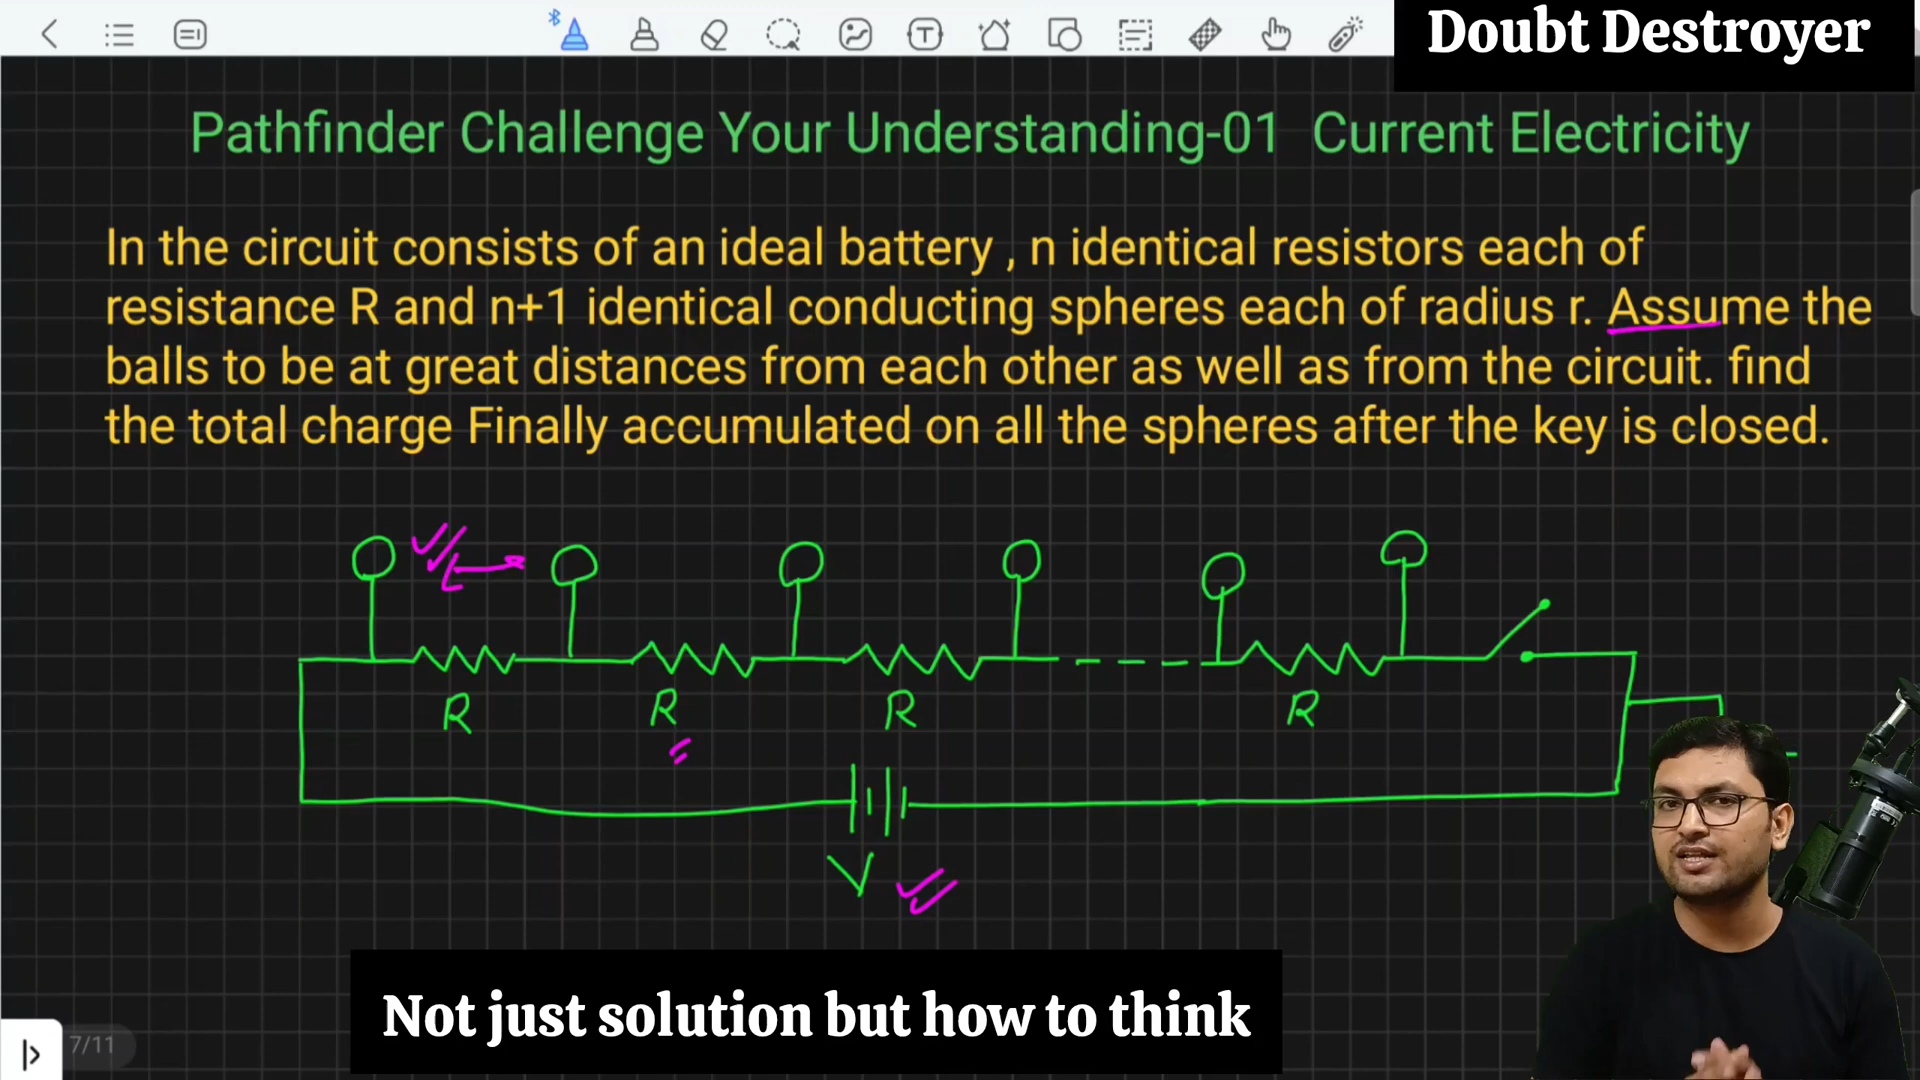 Doubt Destroyer
Pathfinder Challenge Your Understanding-01 Current Electricity
In the circuit consists of an ideal battery , n identical resistors each of
resistance R and n+1 identical conducting spheres each of radius r. Assume the
balls to be at great distances from each other as well as from the circuit. find
the total charge Finally accumulated on all the spheres after the key is closed.
R R R R
V
Not just solution but how to think
7/11